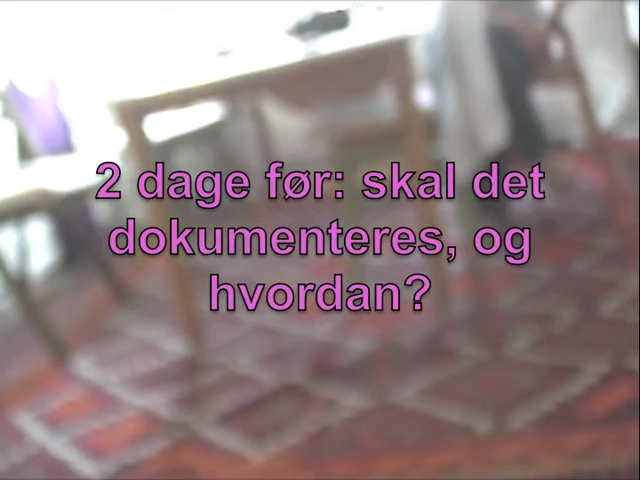 2 dage før: skal det
dokumenteres, og
hvordan?